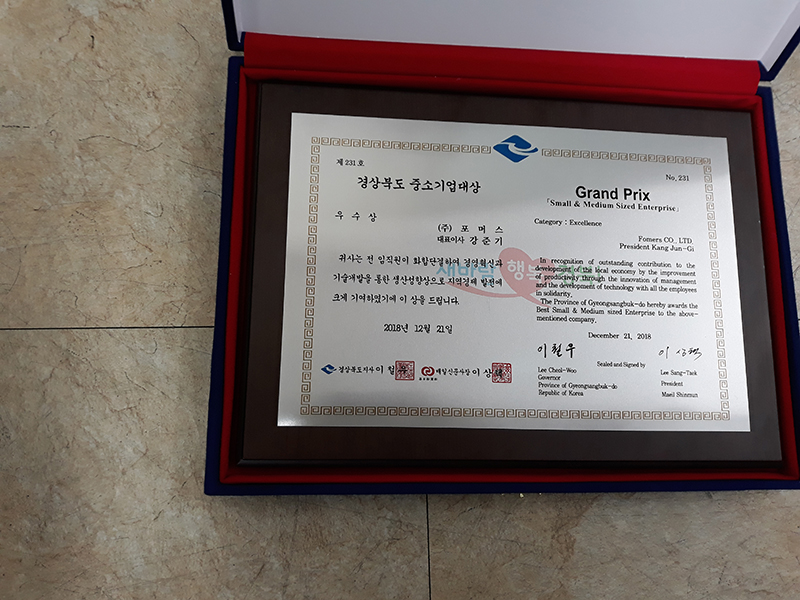 제231호
경상북도 중소기업대상
우 수 상
(주) 포 머 스
대표이사 강 준 기
귀사는 전 임직원이 화합단결하여 경영혁신과
기술개발을 통한 생산성향상으로 지역경제 발전에
크게 기여하였기에 이 상을 드립니다.
2018년 12월 21일
경상북도지사 이 철
매일신문사장 이 상
새바람 행복
No. 231
Grand Prix
「Small & Medium Sized Enterprise」
Category : Excellence
Fomers CO., LTD.
President Kang Jun-Gi
In recognition of outstanding contribution to the
development of the local economy by the improvement
of productivity through the innovation of management
and the development of technology with all the employees
in solidarity,
The Province of Gyeongsangbuk-do hereby awards the
Best Small & Medium sized Enterprise to the above-
mentioned company.
December 21, 2018
이철우
Sealed and Signed by
Lee Cheol-Woo
Governor
Province of Gyeongsangbuk-do
Republic of Korea
Lee Sang-Taek
President
Maeil Shinmun